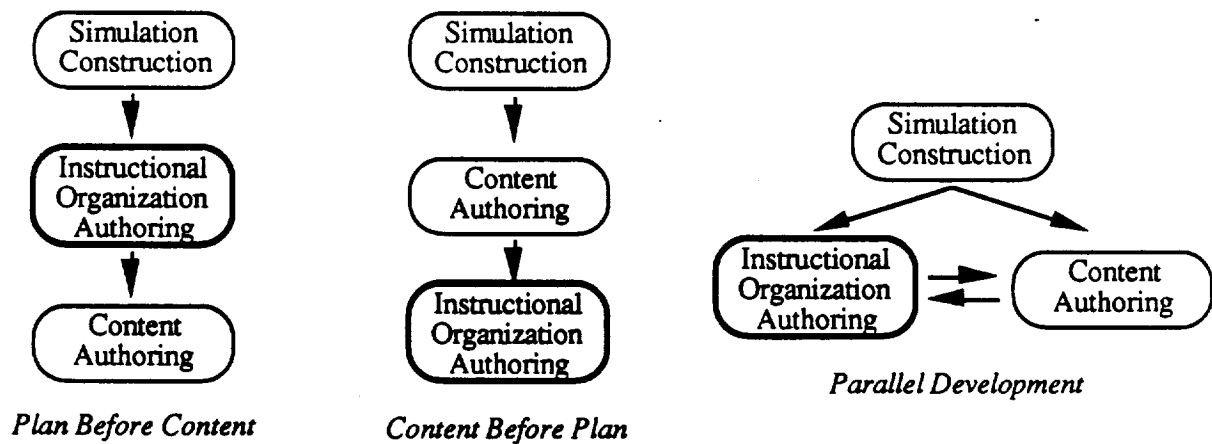 Simulation
Construction
Instructional
Organization
Authoring
Content
Authoring
Plan Before Content
Simulation
Construction
Content
Authoring
Instructional
Organization
Authoring
Content Before Plan
Simulation
Construction
Instructional
Organization
Authoring
Content
Authoring
Parallel Development